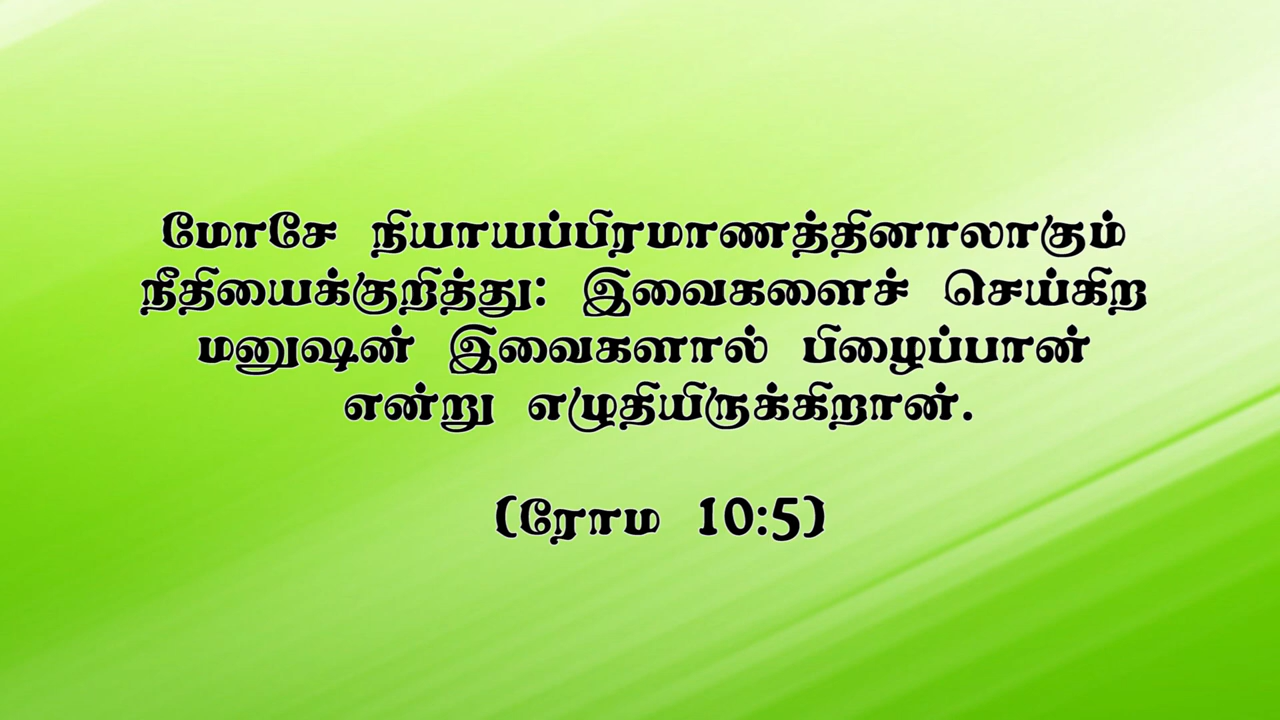 மோசே நியாயப்பிரமாணத்தினாலாகும்
நீதியைக்குறித்து: இவைகளைச் செய்கிற
மனுஷன் இவைகளால் பிழைப்பான்
என்று எழுதியிருக்கிறான்.
(ரோம 10:5)